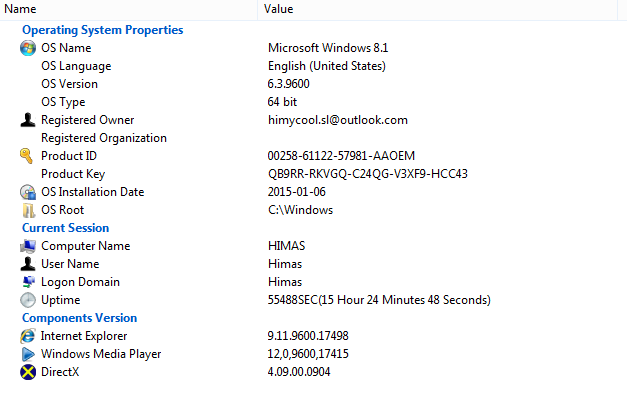 Name Value
Operating System Properties
OS Name Microsoft Windows 8.1
OS Language English (United States)
OS Version 6.3.9600
OS Type 64 bit
Registered Owner himycool.sl@outlook.com
Registered Organization
Product ID 00258-61122-57981-AAOEM
Product Key QB9RR-RKVGQ-C24QG-V3XF9-HCC43
OS Installation Date 2015-01-06
OS Root C:\Windows
Current Session
Computer Name HIMAS
User Name Himas
Logon Domain Himas
Uptime 55488SEC(15 Hour 24 Minutes 48 Seconds)
Components Version
Internet Explorer 9.11.9600.17498
Windows Media Player 12,0,9600,17415
DirectX 4.09.00.0904